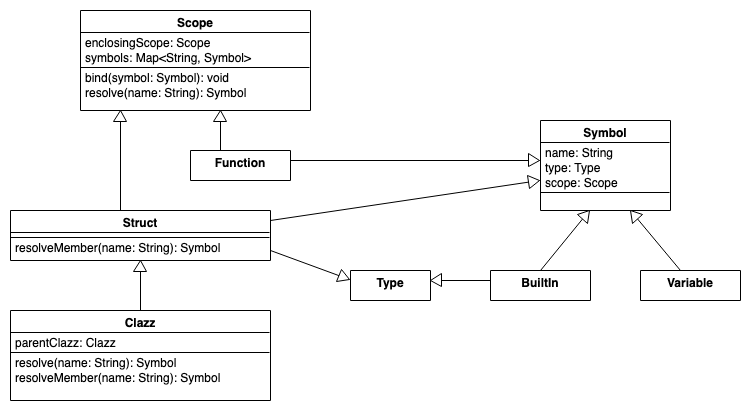 Scope
enclosingScope: Scope
symbols: Map<String, Symbol>
bind(symbol: Symbol): void
resolve(name: String): Symbol
Function
Symbol
name: String
type: Type
scope: Scope
Struct
resolveMember(name: String): Symbol
Type
BuiltIn
Variable
Clazz
parentClazz: Clazz
resolve(name: String): Symbol
resolveMember(name: String): Symbol